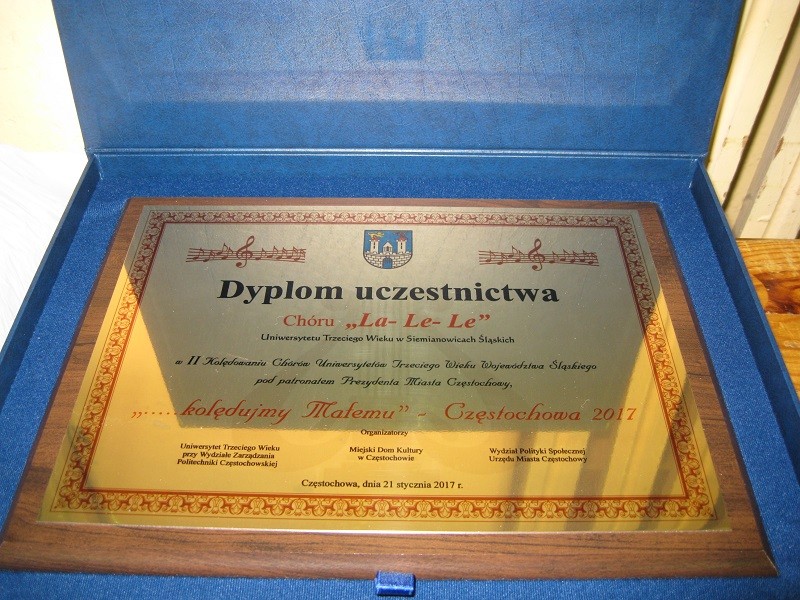 Dyplom uczestnictwa
Chóru „La- Le- Le”
Uniwersytetu Trzeciego Wieku w Siemianowicach Śląskich
w II Kolędowaniu Chórów Uniwersytetów Trzeciego Wieku Województwa Śląskiego
pod patronatem Prezydenta Miasta Częstochowy,
„.....kolędujmy Małemu” - Częstochowa 2017
Organizatorzy
Uniwersytet Trzeciego Wieku
przy Wydziale Zarządzania
Politechniki Częstochowskiej
Miejski Dom Kultury
w Częstochowie
Wydział Polityki Społecznej
Urzędu Miasta Częstochowy
Częstochowa, dnia 21 stycznia 2017 r.